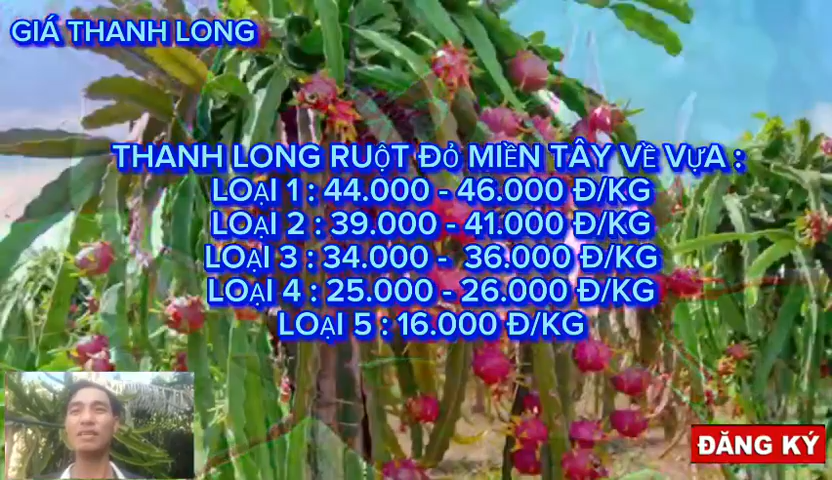 GIÁ THANH LONG
THANH LONG RUỘT ĐỎ MIỀN TÂY VỀ VỰA :
LOẠI 1 : 44.000 - 46.000 Đ/KG
LOẠI 2 : 39.000 - 41.000 Đ/KG
LOẠI 3 : 34.000 - 36.000 Đ/KG
LOẠI 4 : 25.000 - 26.000 Đ/KG
LOẠI 5 : 16.000 Đ/KG
ĐĂNG KÝ